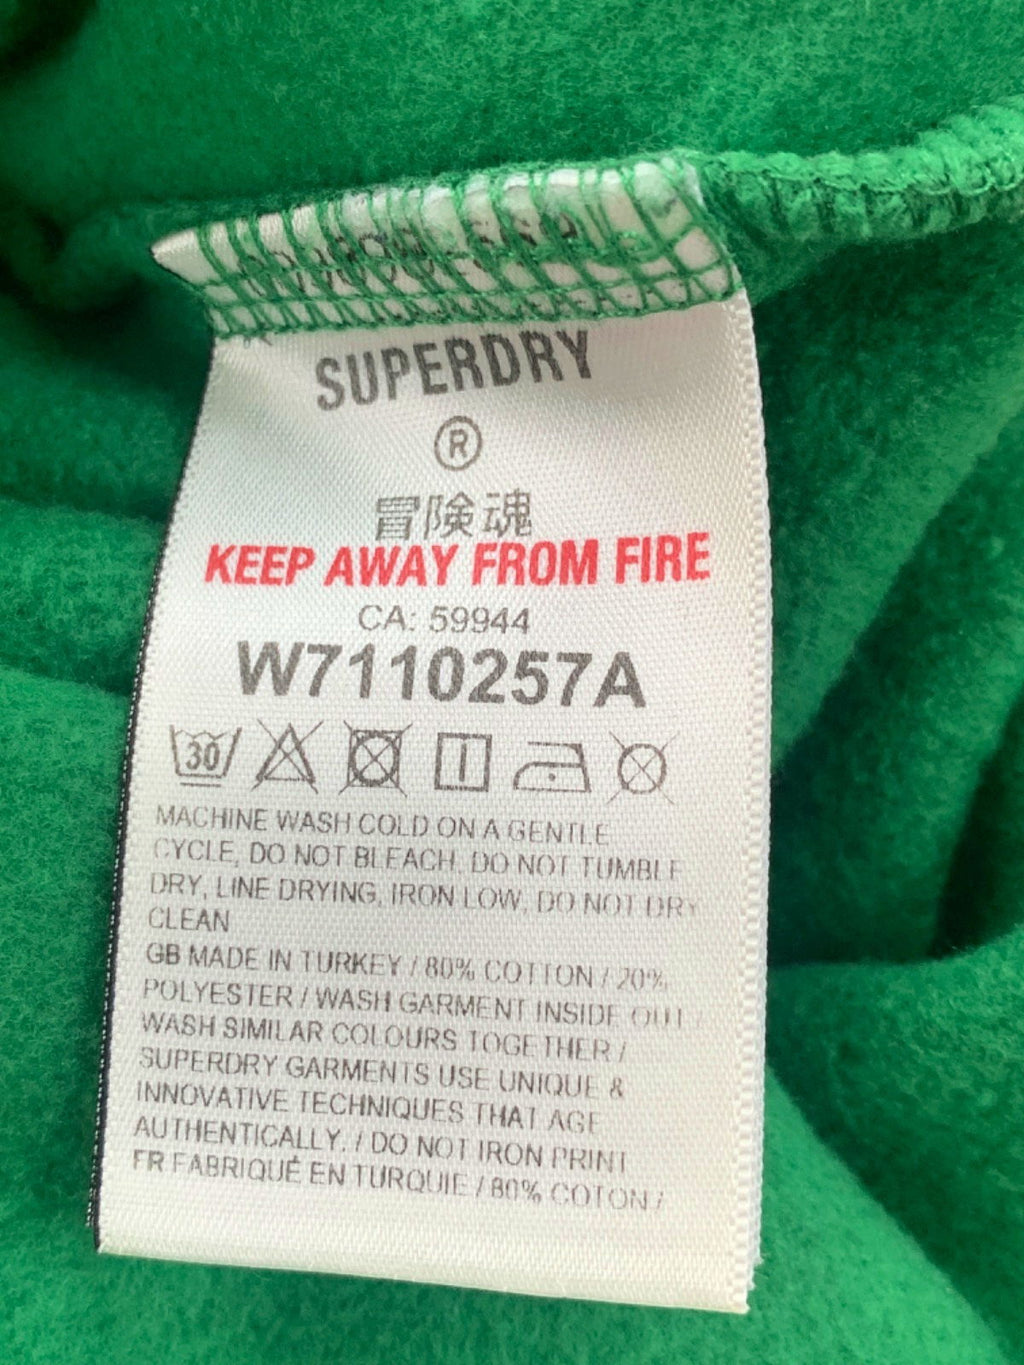 SUPERDRY
®
冒険魂
KEEP AWAY FROM FIRE
CA: 59944
W7110257A
30
MACHINE WASH COLD ON A GENTLE
CYCLE, DO NOT BLEACH, DO NOT TUMBLE
DRY, LINE DRYING, IRON LOW, DO NOT DRY
CLEAN
GB MADE IN TURKEY / 80% COTTON / 20%
POLYESTER / WASH GARMENT INSIDE OUT /
WASH SIMILAR COLOURS TOGETHER /
SUPERDRY GARMENTS USE UNIQUE &
INNOVATIVE TECHNIQUES THAT AGE
AUTHENTICALLY. / DO NOT IRON PRINT
FR FABRIQUÉ EN TURQUIE / 80% COTON /